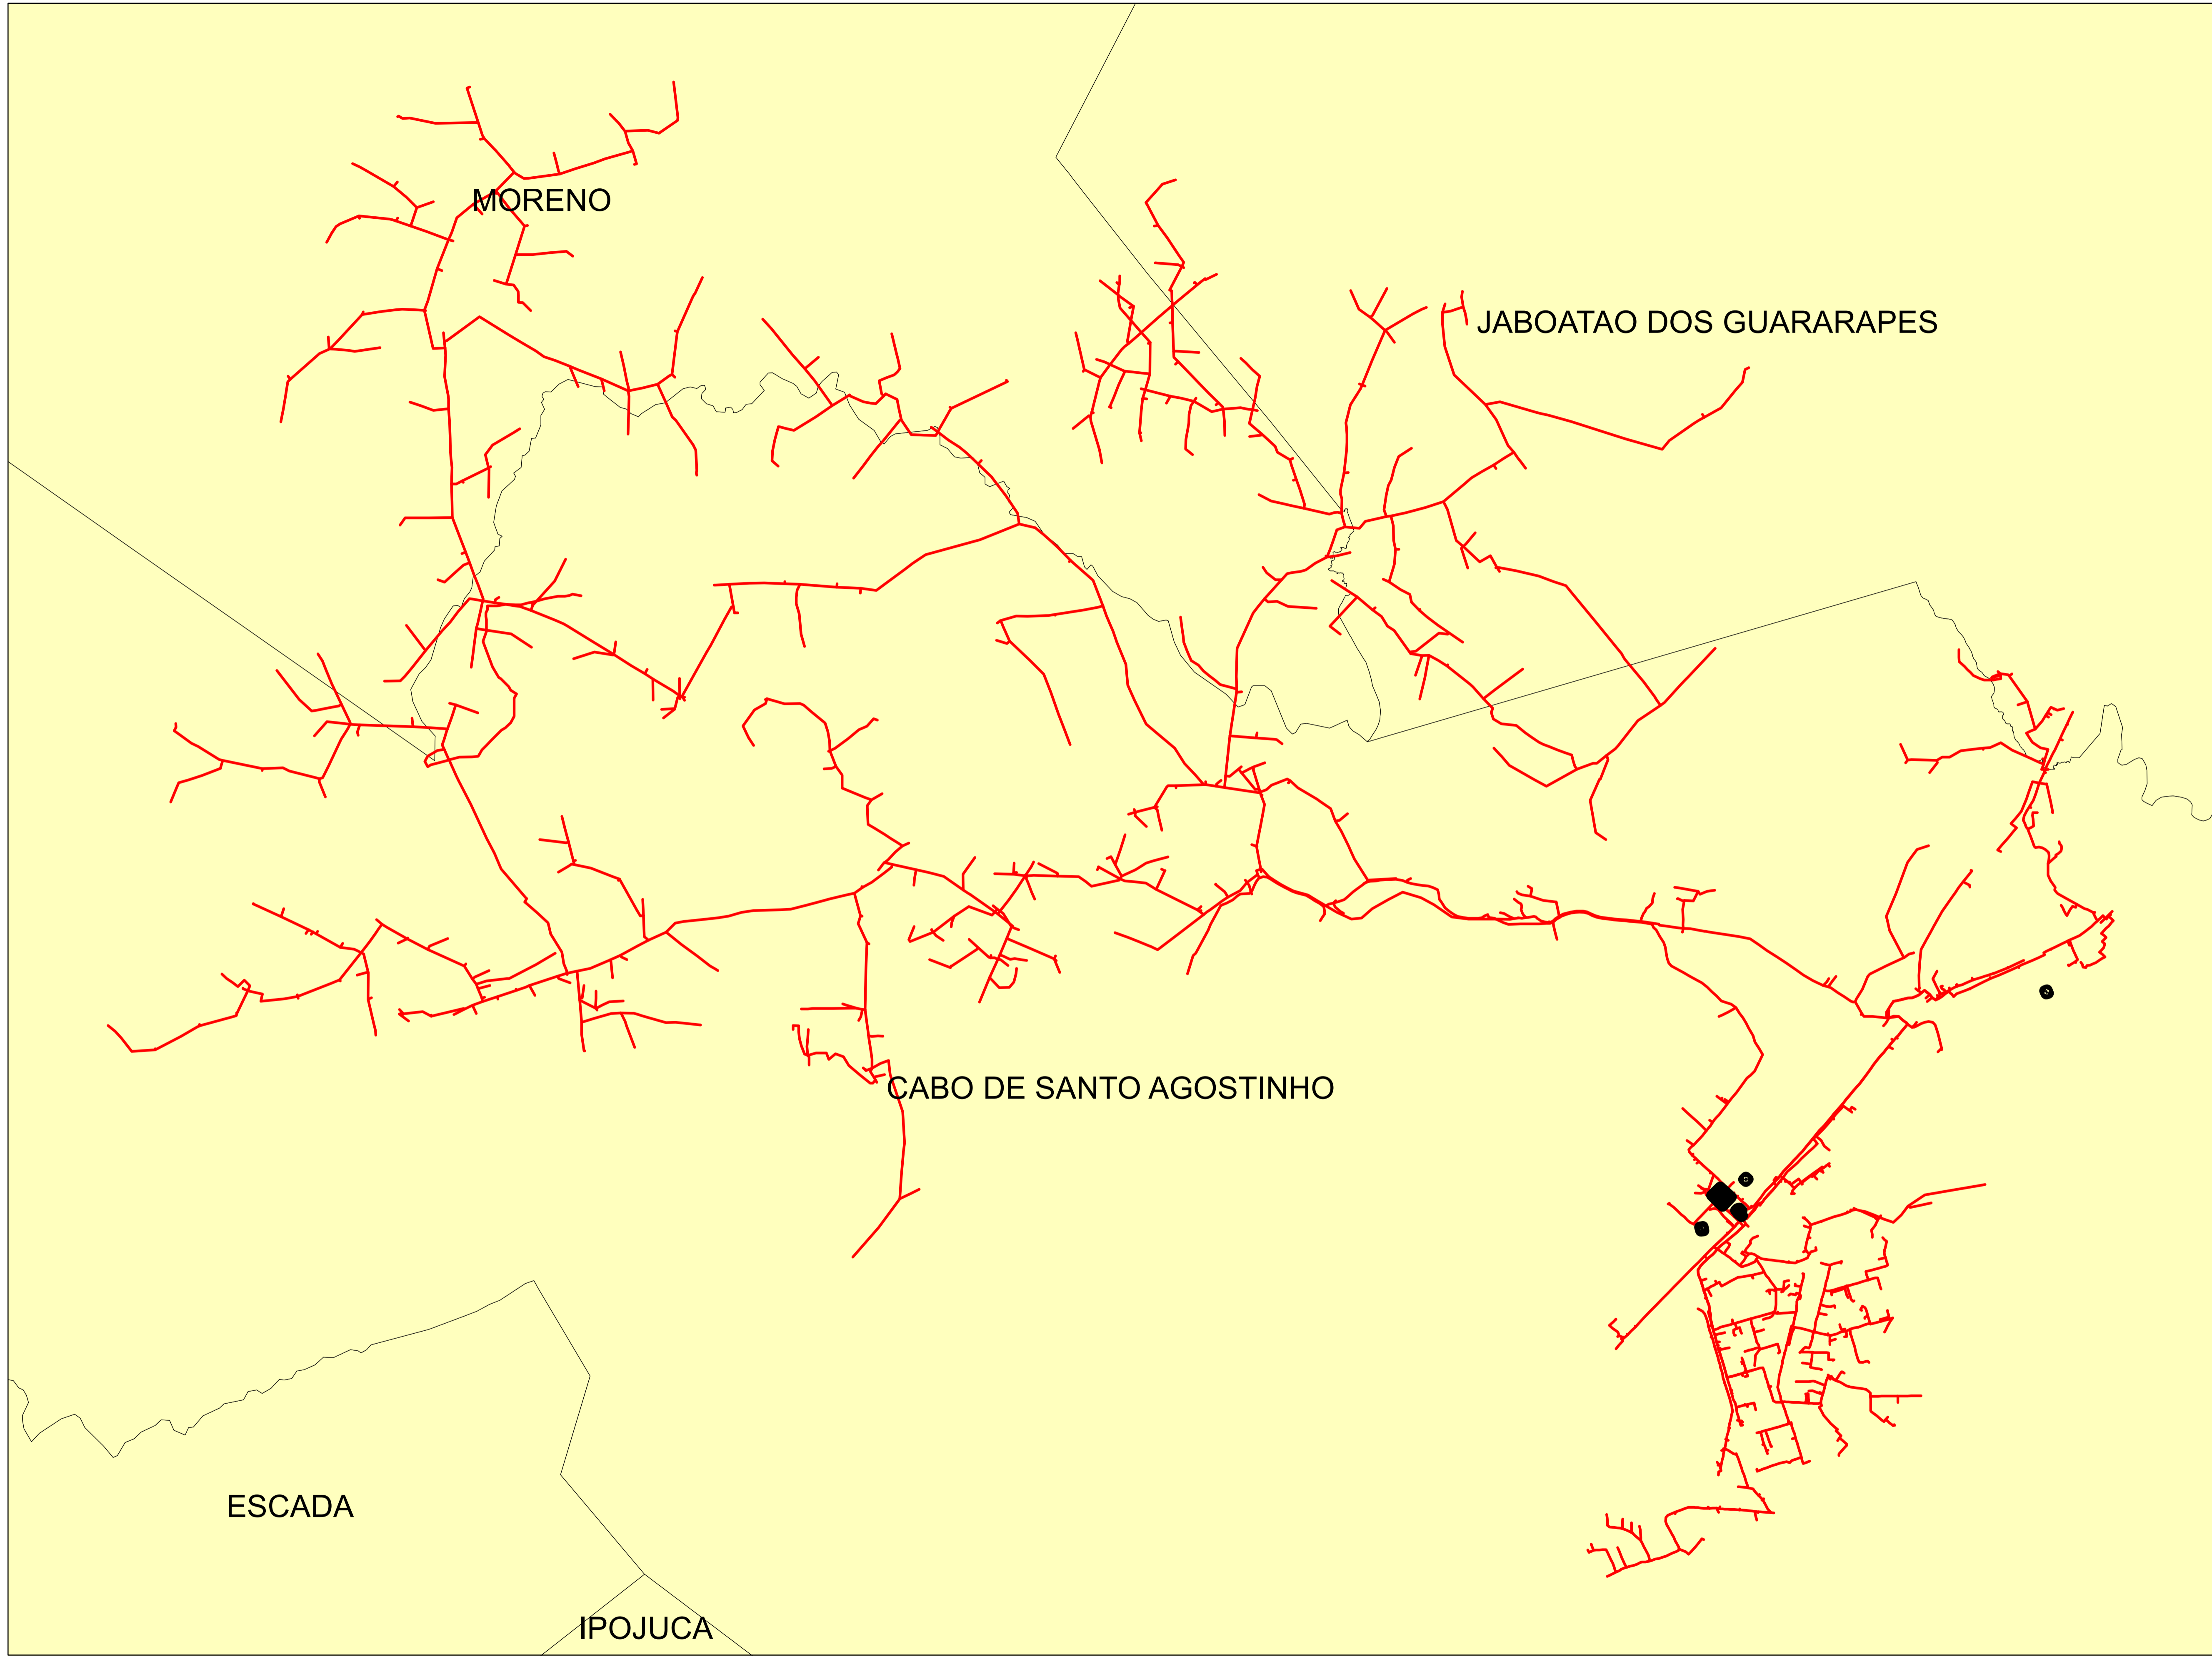 MORENO
JABOATAO DOS GUARARAPES
CABO DE SANTO AGOSTINHO
ESCADA
IPOJUCA